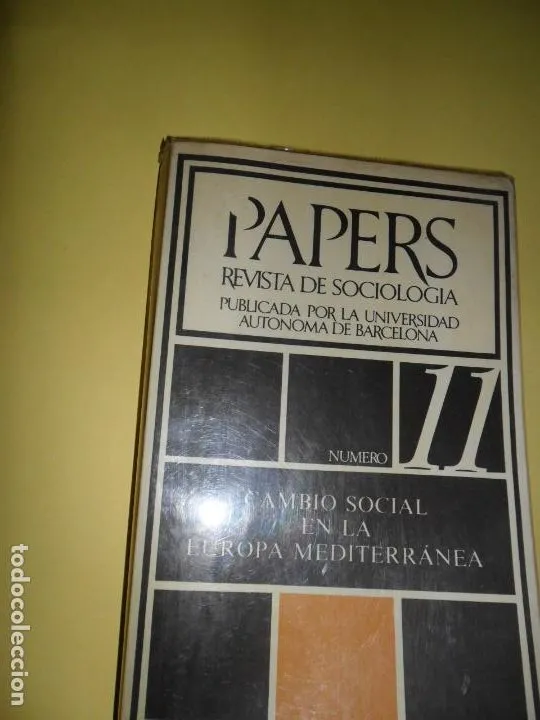 PAPERS
REVISTA DE SOCIOLOGIA
PUBLICADA POR LA UNIVERSIDAD
AUTONOMA DE BARCELONA
NUMERO 11
CAMBIO SOCIAL
EN LA
EUROPA MEDITERRÁNEA
todocoleccion